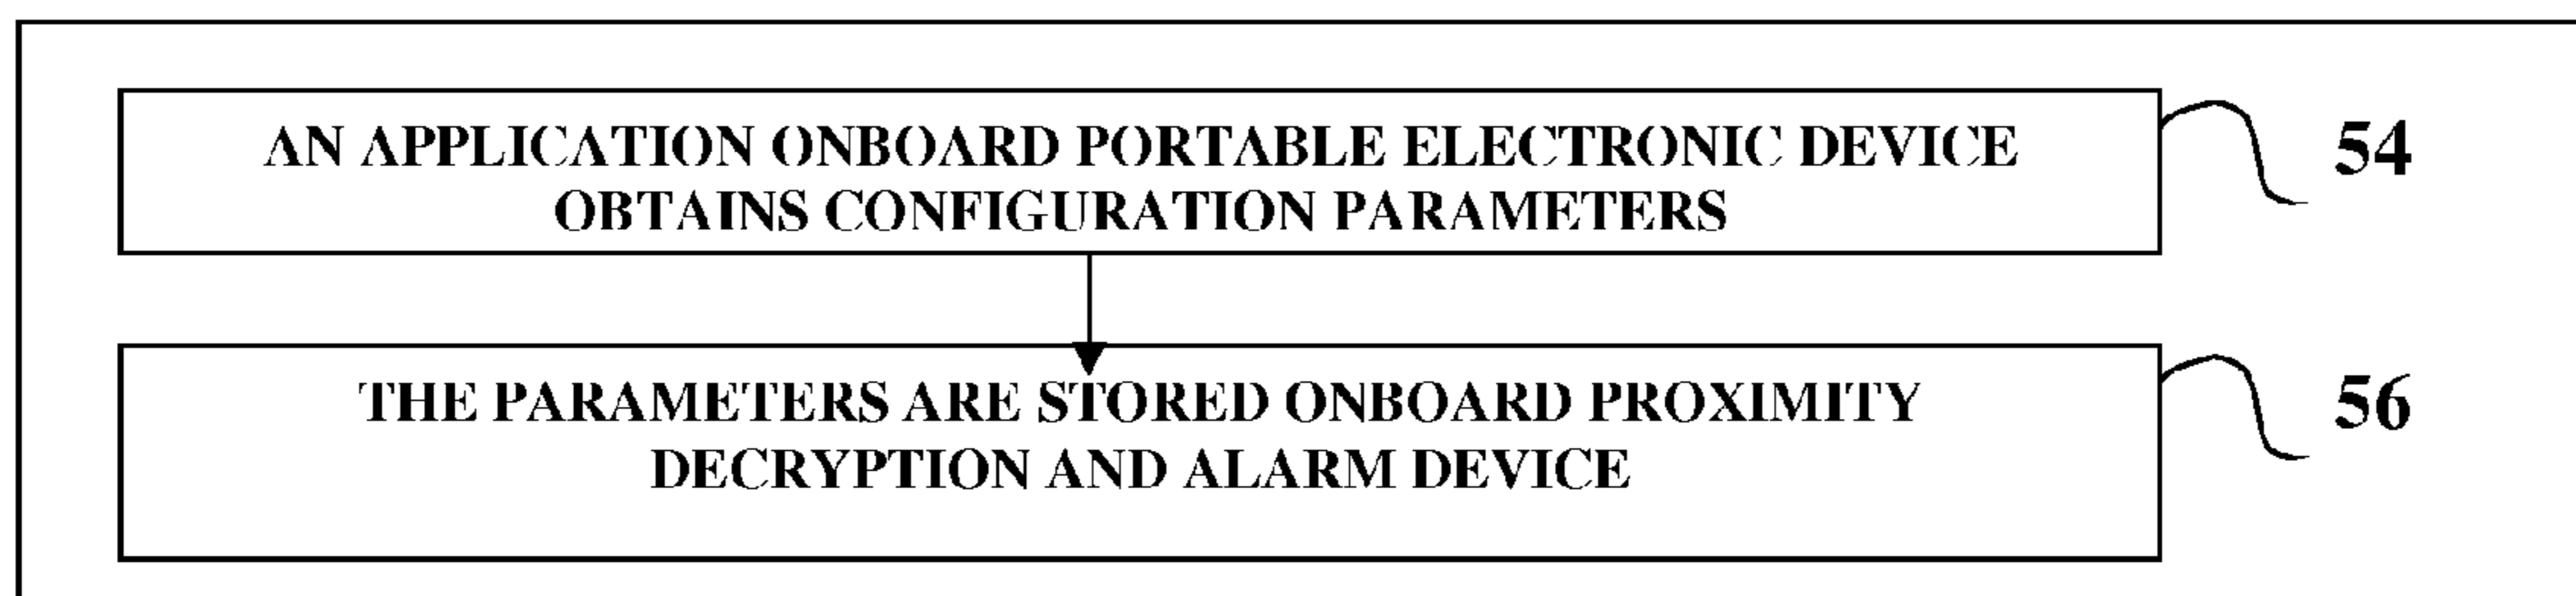 AN APPLICATION ONBOARD PORTABLE ELECTRONIC DEVICE
OBTAINS CONFIGURATION PARAMETERS
54
THE PARAMETERS ARE STORED ONBOARD PROXIMITY
DECRYPTION AND ALARM DEVICE
56